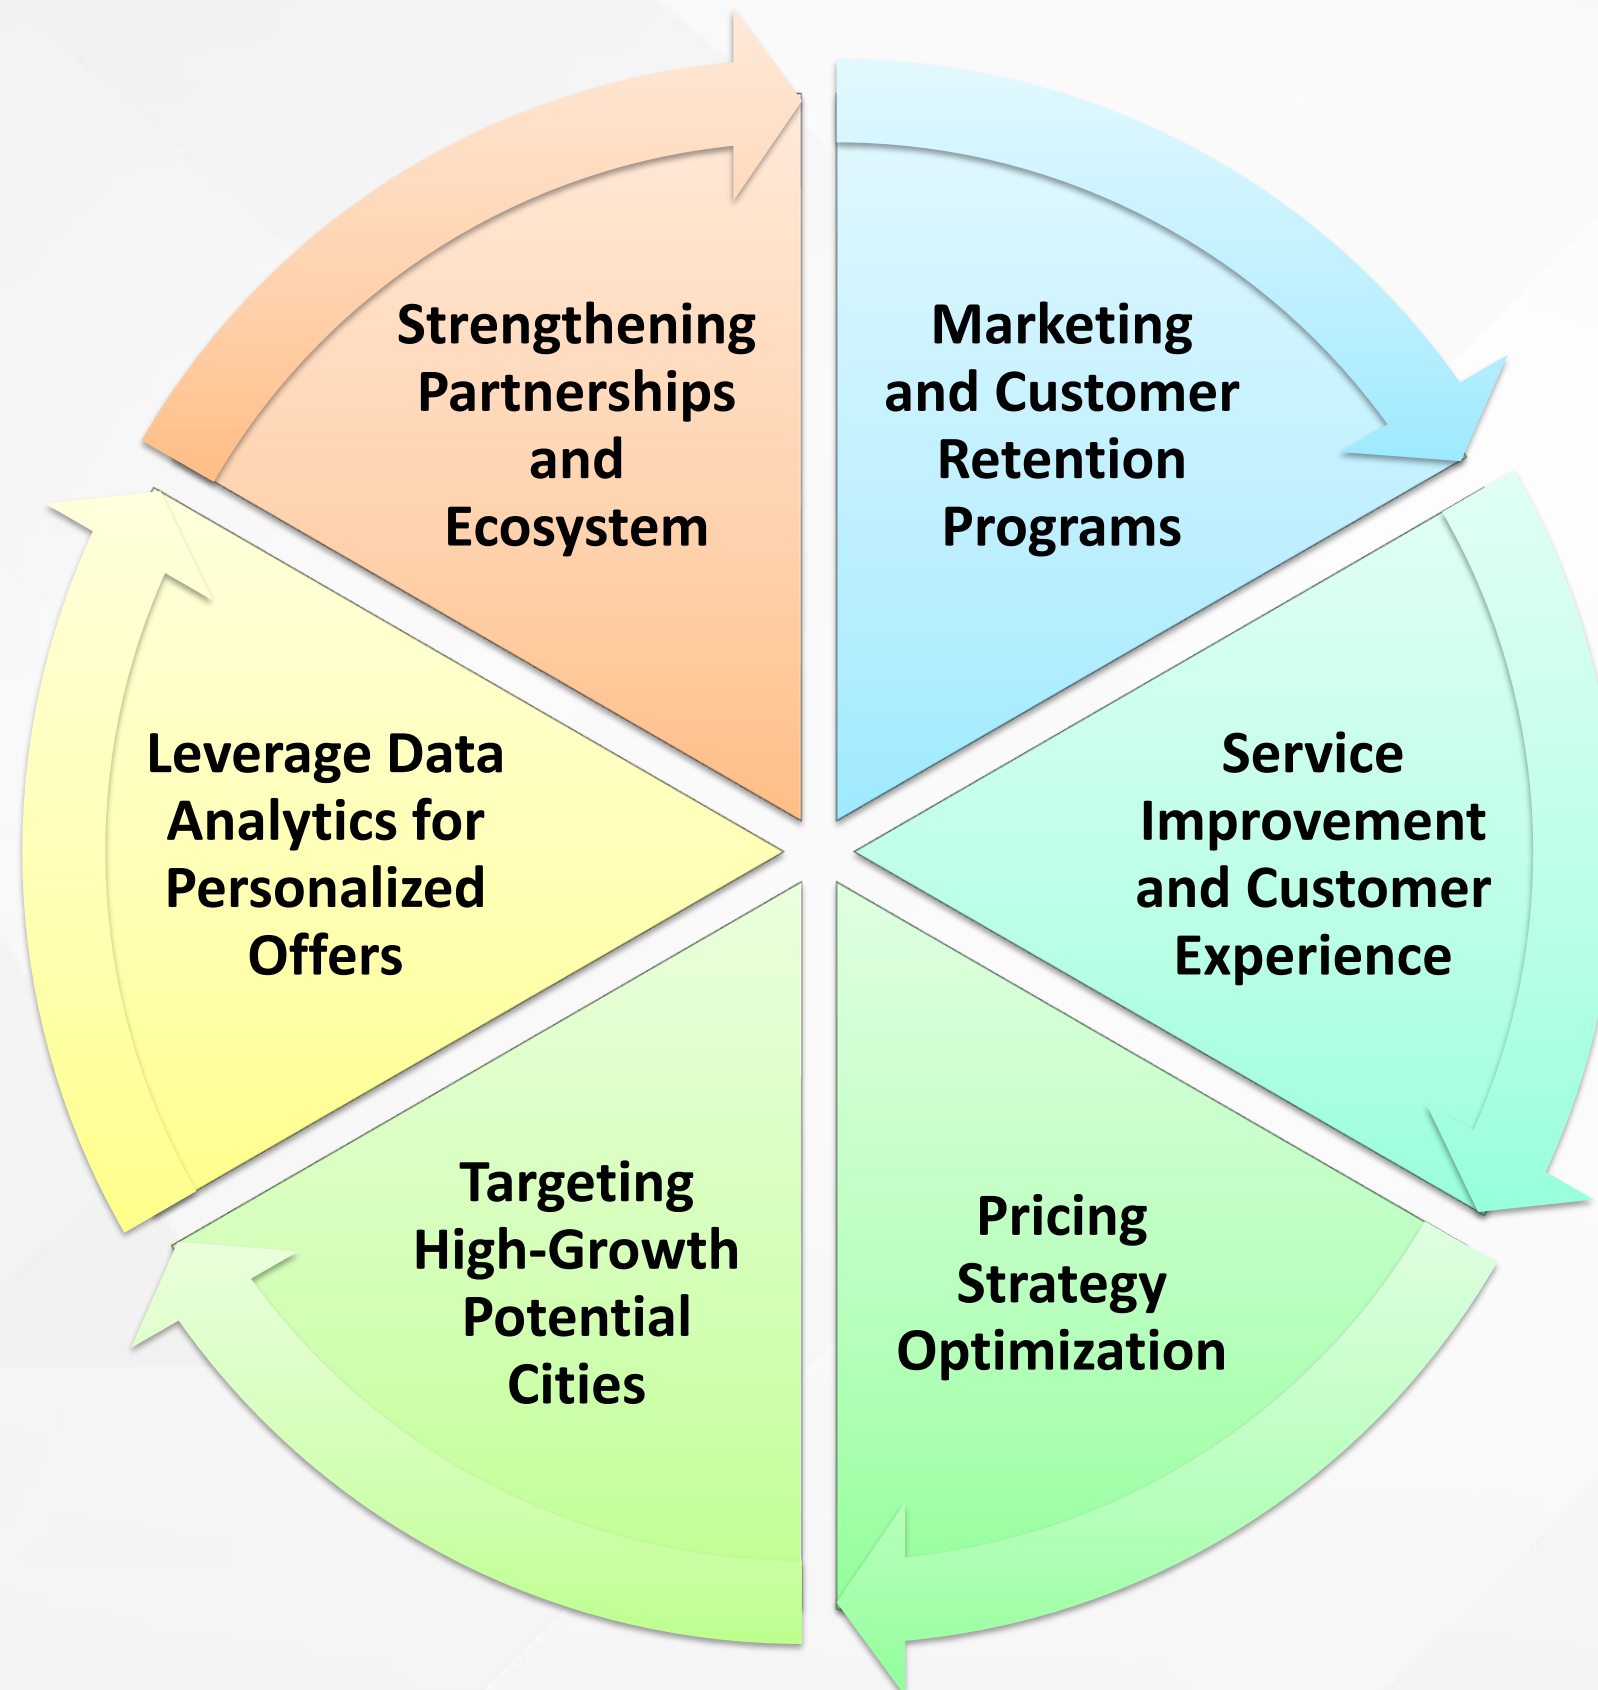 Strengthening
Partnerships
and
Ecosystem
Marketing
and Customer
Retention
Programs
Leverage Data
Analytics for
Personalized
Offers
Service
Improvement
and Customer
Experience
Targeting
High-Growth
Potential
Cities
Pricing
Strategy
Optimization